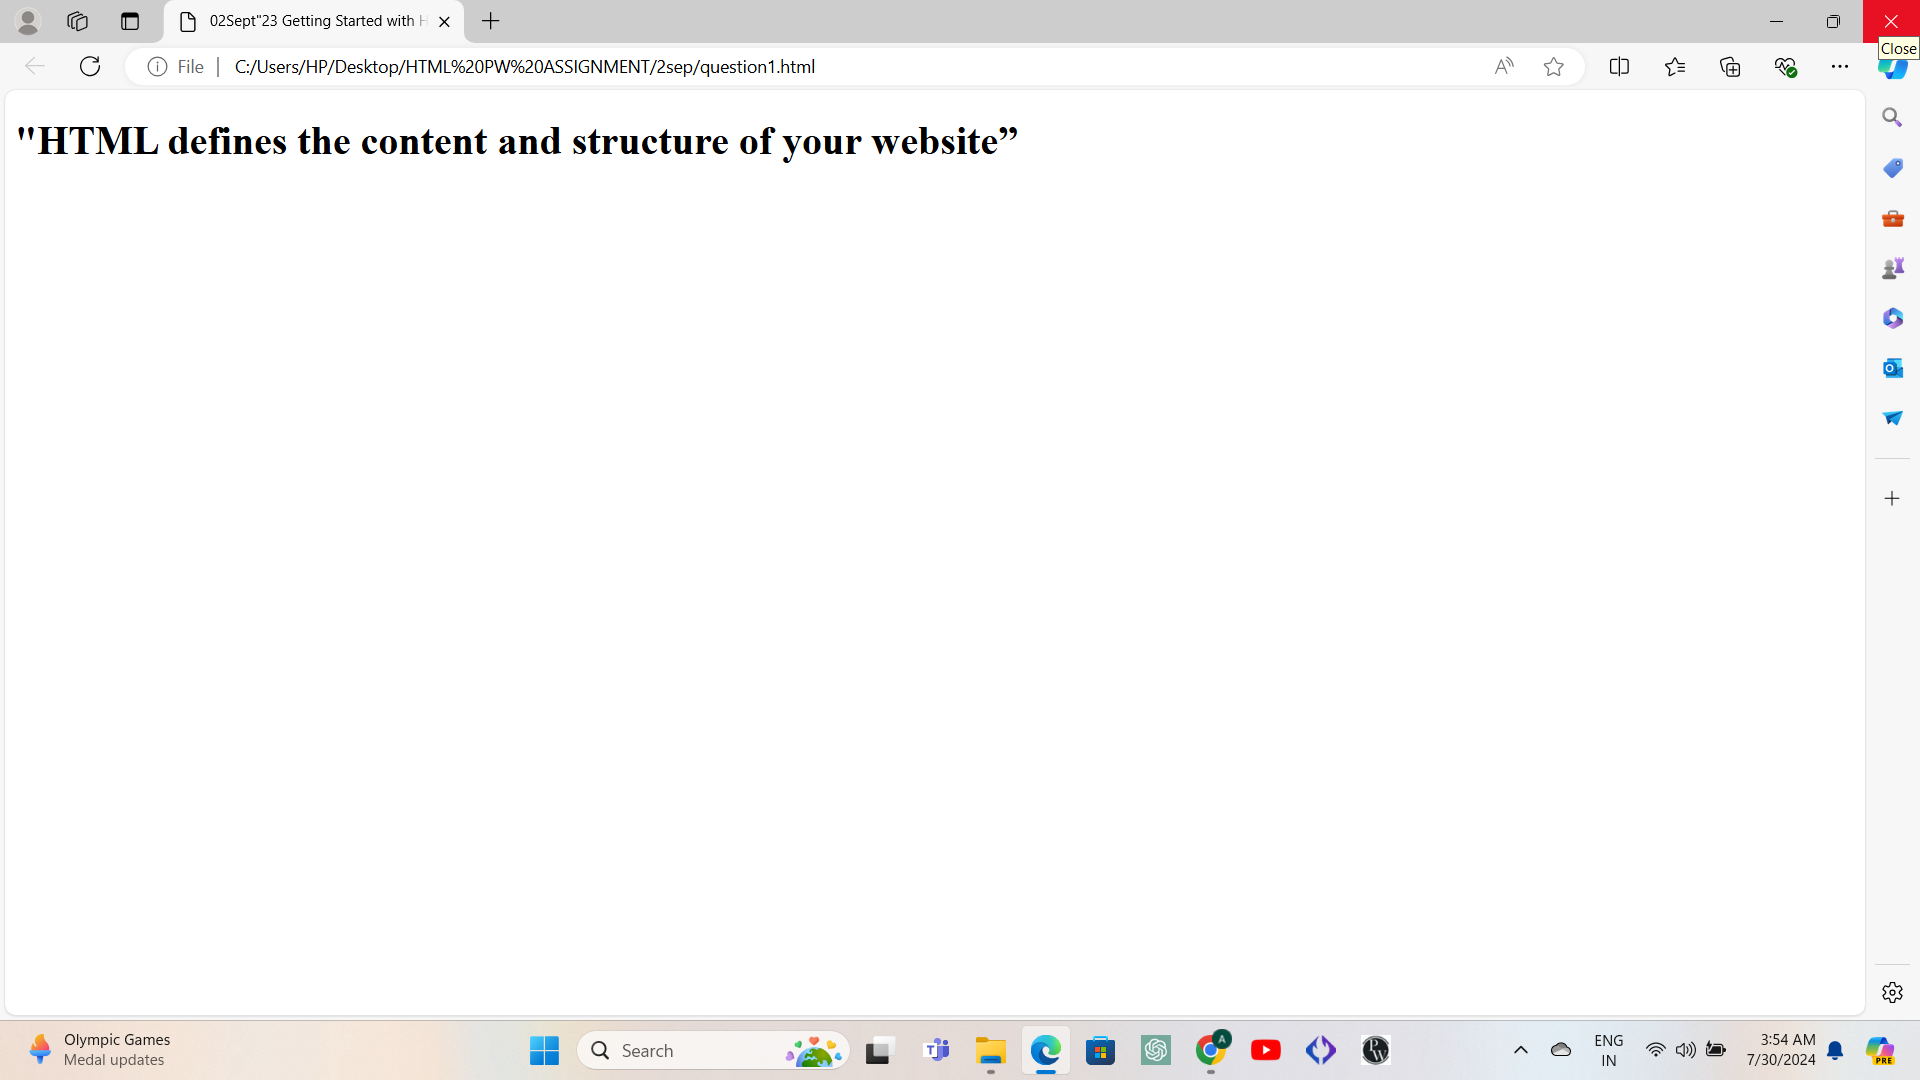 02Sept"23 Getting Started with H
File
C:/Users/HP/Desktop/HTML%20PW%20ASSIGNMENT/2sep/question1.html
Close
"HTML defines the content and structure of your website”
Olympic Games
Medal updates
Search
ENG
IN
3:54 AM
7/30/2024
PRE